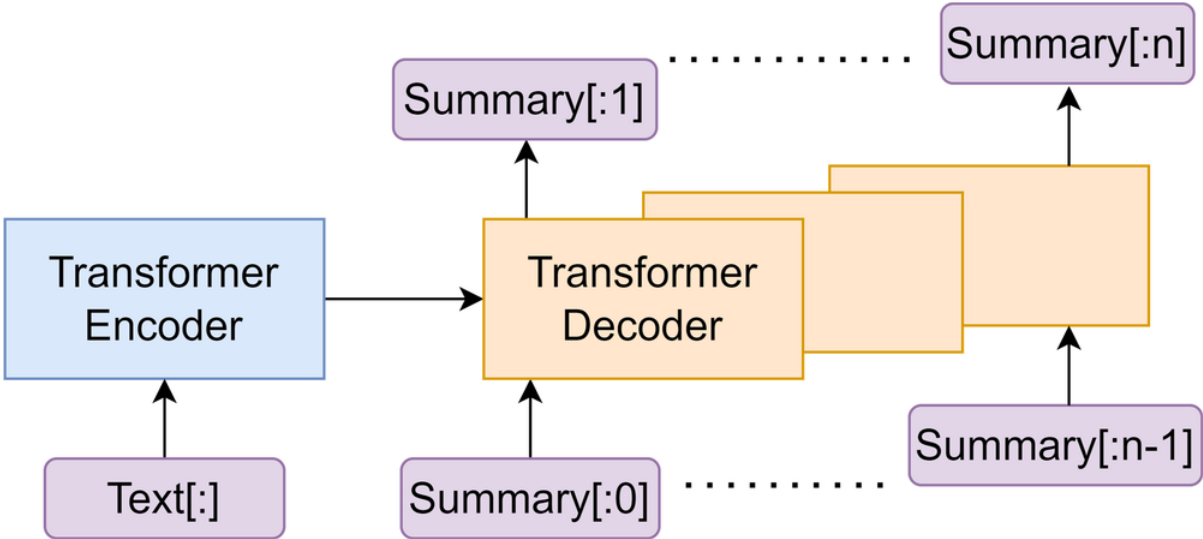 Summary[:n]
Summary[:1]
Transformer
Encoder
Transformer
Decoder
Summary[:n-1]
Text[:]
Summary[:0]